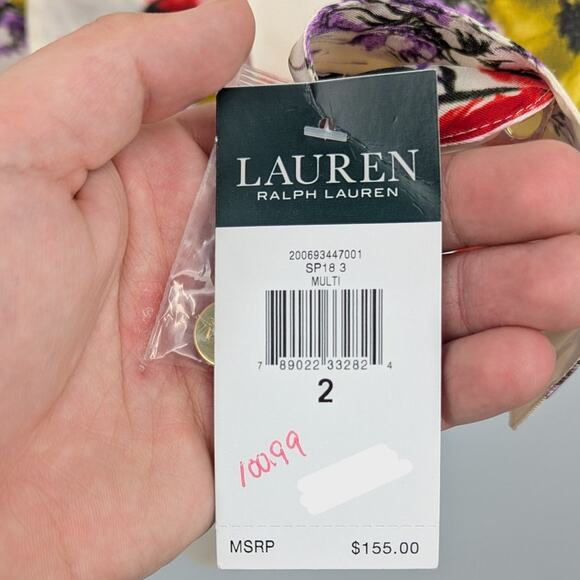 LAUREN
RALPH LAUREN
200693447001
SP18 3
MULTI
7 89022 33282 4
2
100.99
MSRP $155.00